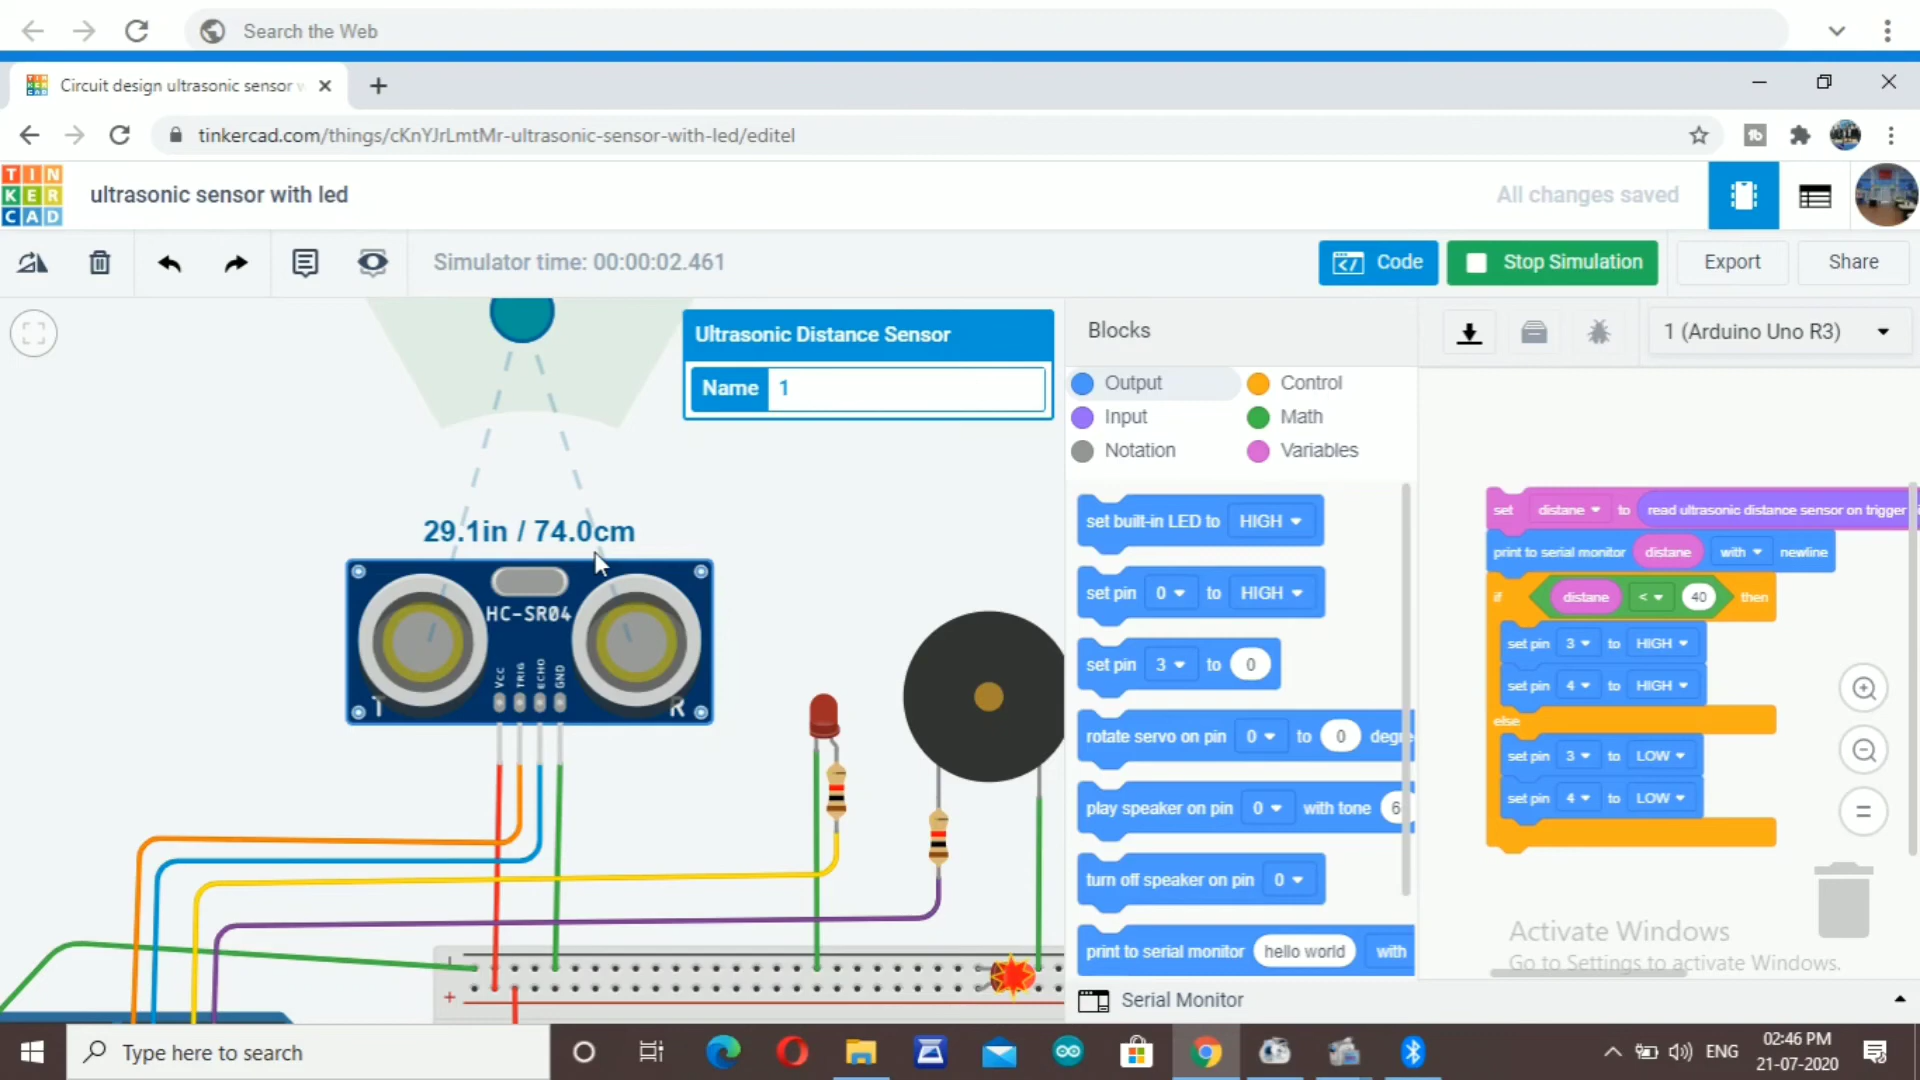 Search the Web
Circuit design ultrasonic sensor w
tinkercad.com/things/cKnYJrLmtMr-ultrasonic-sensor-with-led/editel
TIN
KER
CAD
ultrasonic sensor with led
All changes saved
Simulator time: 00:00:02.461
Code
Stop Simulation
Export
Share
Ultrasonic Distance Sensor
Name 1
29.1in / 74.0cm
HC-SR04
Vcc
TRIG
ECHO
GND
T
R
+
Blocks
1 (Arduino Uno R3)
Output
Control
Input
Math
Notation
Variables
set built-in LED to HIGH
set pin 0 to HIGH
set pin 3 to 0
rotate servo on pin 0 to 0 degre
play speaker on pin 0 with tone 6
turn off speaker on pin 0
print to serial monitor hello world with
set distane to read ultrasonic distance sensor on trigger
print to serial monitor distane with newline
if distane < 40 then
set pin 3 to HIGH
set pin 4 to HIGH
else
set pin 3 to LOW
set pin 4 to LOW
Activate Windows
Go to Settings to activate Windows.
Serial Monitor
Type here to search
ENG
02:46 PM
21-07-2020